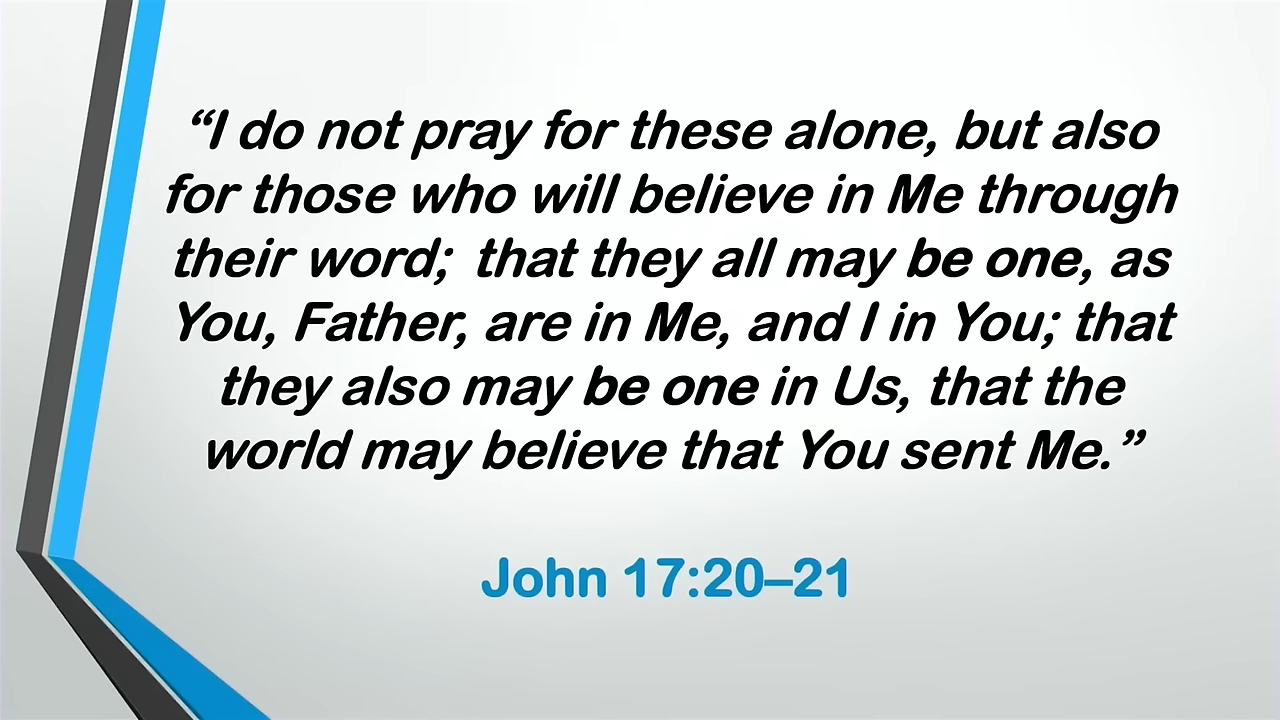 “I do not pray for these alone, but also
for those who will believe in Me through
their word; that they all may be one, as
You, Father, are in Me, and I in You; that
they also may be one in Us, that the
world may believe that You sent Me.”
John 17:20–21